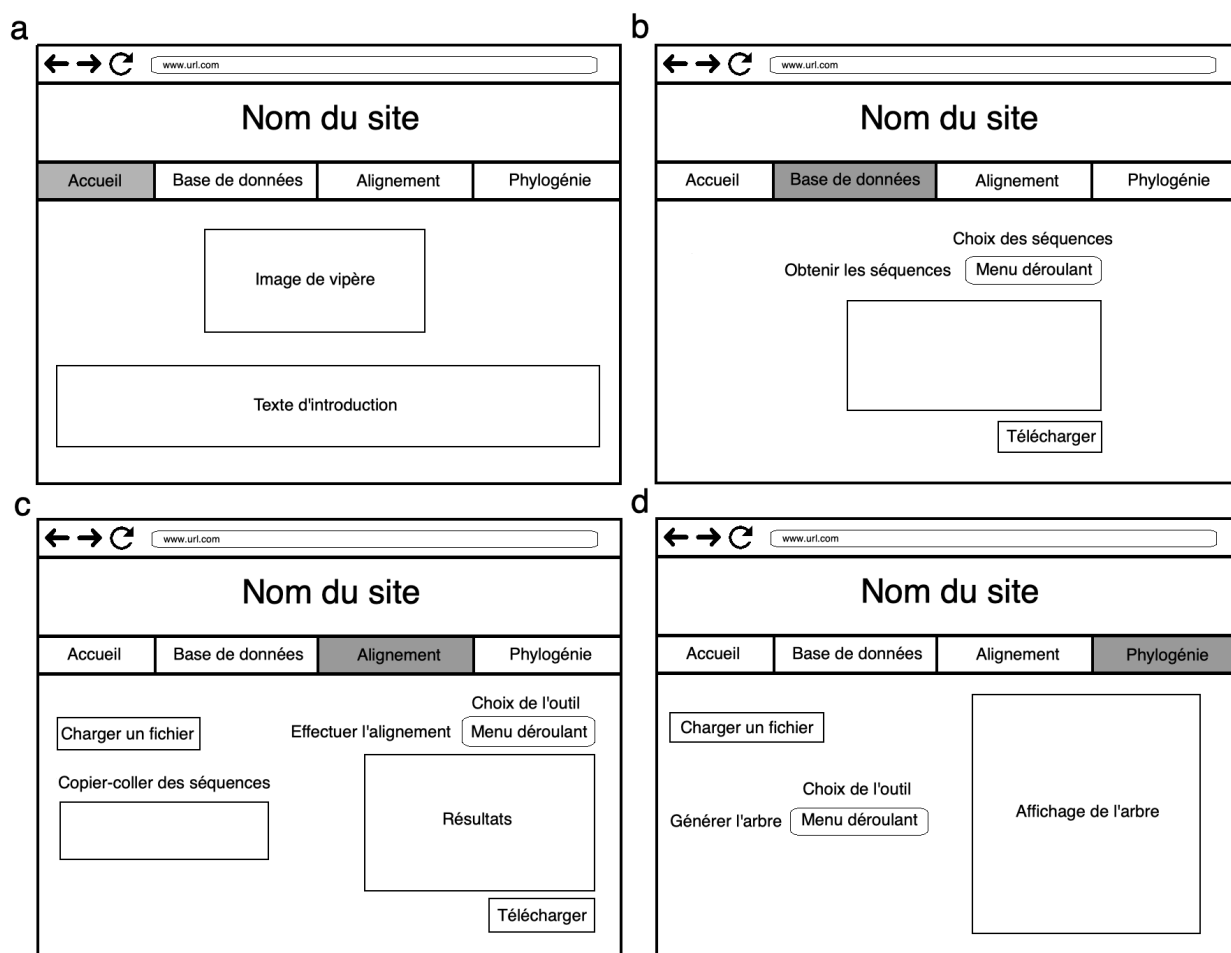 a
www.url.com
Nom du site
Accueil Base de données Alignement Phylogénie
Image de vipère
Texte d'introduction
b
www.url.com
Nom du site
Accueil Base de données Alignement Phylogénie
Choix des séquences
Obtenir les séquences Menu déroulant
Télécharger
c
www.url.com
Nom du site
Accueil Base de données Alignement Phylogénie
Choix de l'outil
Charger un fichier Effectuer l'alignement Menu déroulant
Copier-coller des séquences
Résultats
Télécharger
d
www.url.com
Nom du site
Accueil Base de données Alignement Phylogénie
Charger un fichier
Choix de l'outil
Générer l'arbre Menu déroulant
Affichage de l'arbre